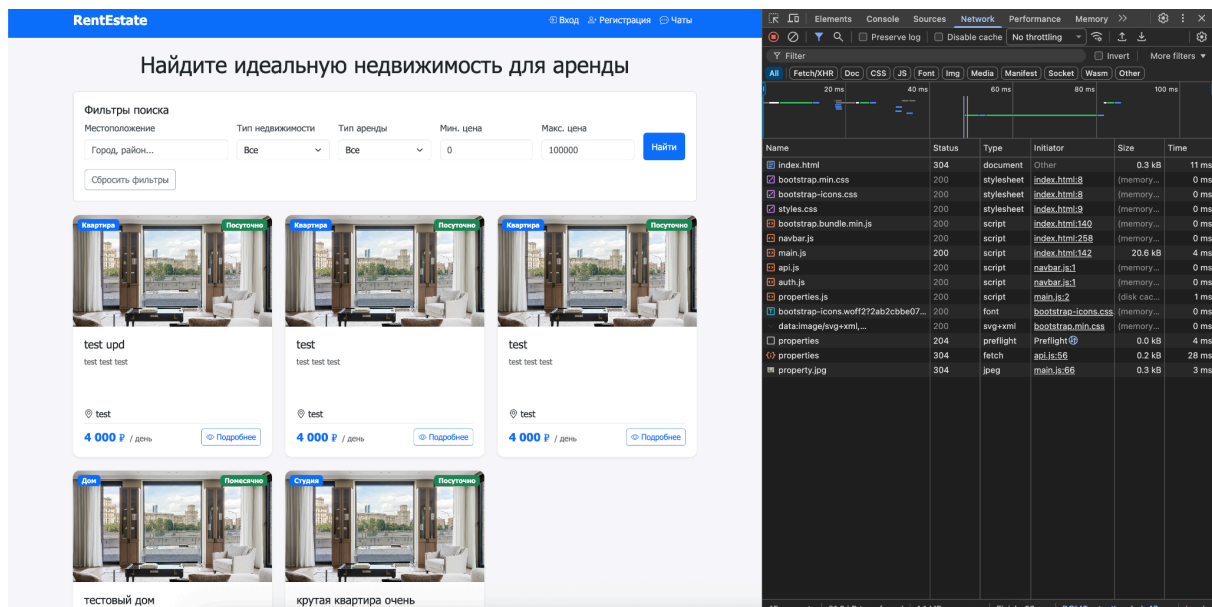 RentEstate
Вход Регистрация Чаты
Найдите идеальную недвижимость для аренды
Фильтры поиска
Местоположение Тип недвижимости Тип аренды Мин. цена Макс. цена
Город, район... Все Все 0 100000 Найти
Сбросить фильтры
Квартира Посуточно Квартира Посуточно Квартира Посуточно
test upd test test
test test test test test test test test test
test test test
4 000 ₽ / день Подробнее 4 000 ₽ / день Подробнее 4 000 ₽ / день Подробнее
Дом Помесячно Студия Посуточно
тестовый дом крутая квартира очень
Elements Console Sources Network Performance Memory
Preserve log Disable cache No throttling
Filter Invert More filters
All Fetch/XHR Doc CSS JS Font Img Media Manifest Socket Wasm Other
20 ms 40 ms 60 ms 80 ms 100 ms
Name Status Type Initiator Size Time
index.html 304 document Other 0.3 kB 11 ms
bootstrap.min.css 200 stylesheet index.html:8 (memory... 0 ms
bootstrap-icons.css 200 stylesheet index.html:8 (memory... 0 ms
styles.css 200 stylesheet index.html:9 (memory... 0 ms
bootstrap.bundle.min.js 200 script index.html:140 (memory... 0 ms
navbar.js 200 script index.html:258 (memory... 0 ms
main.js 200 script index.html:142 20.6 kB 4 ms
api.js 200 script navbar.js:1 (memory... 0 ms
auth.js 200 script navbar.js:1 (memory... 0 ms
properties.js 200 script main.js:2 (disk cac... 1 ms
bootstrap-icons.woff2?2ab2cbbe07... 200 font bootstrap-icons.css (memory... 0 ms
data:image/svg+xml,... 200 svg+xml bootstrap.min.css (memory... 0 ms
properties 204 preflight Preflight 0.0 kB 4 ms
properties 304 fetch api.js:56 0.2 kB 28 ms
property.jpg 304 jpeg main.js:66 0.3 kB 3 ms